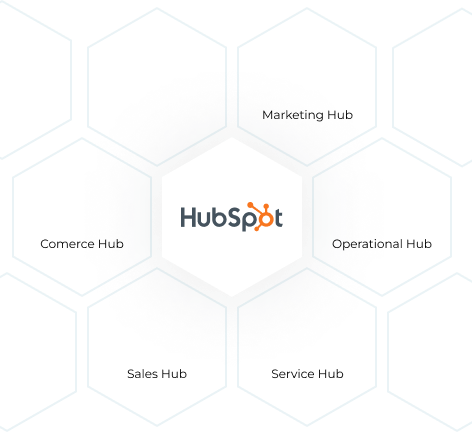 Marketing Hub
HubSpot
Comerce Hub
Operational Hub
Sales Hub
Service Hub